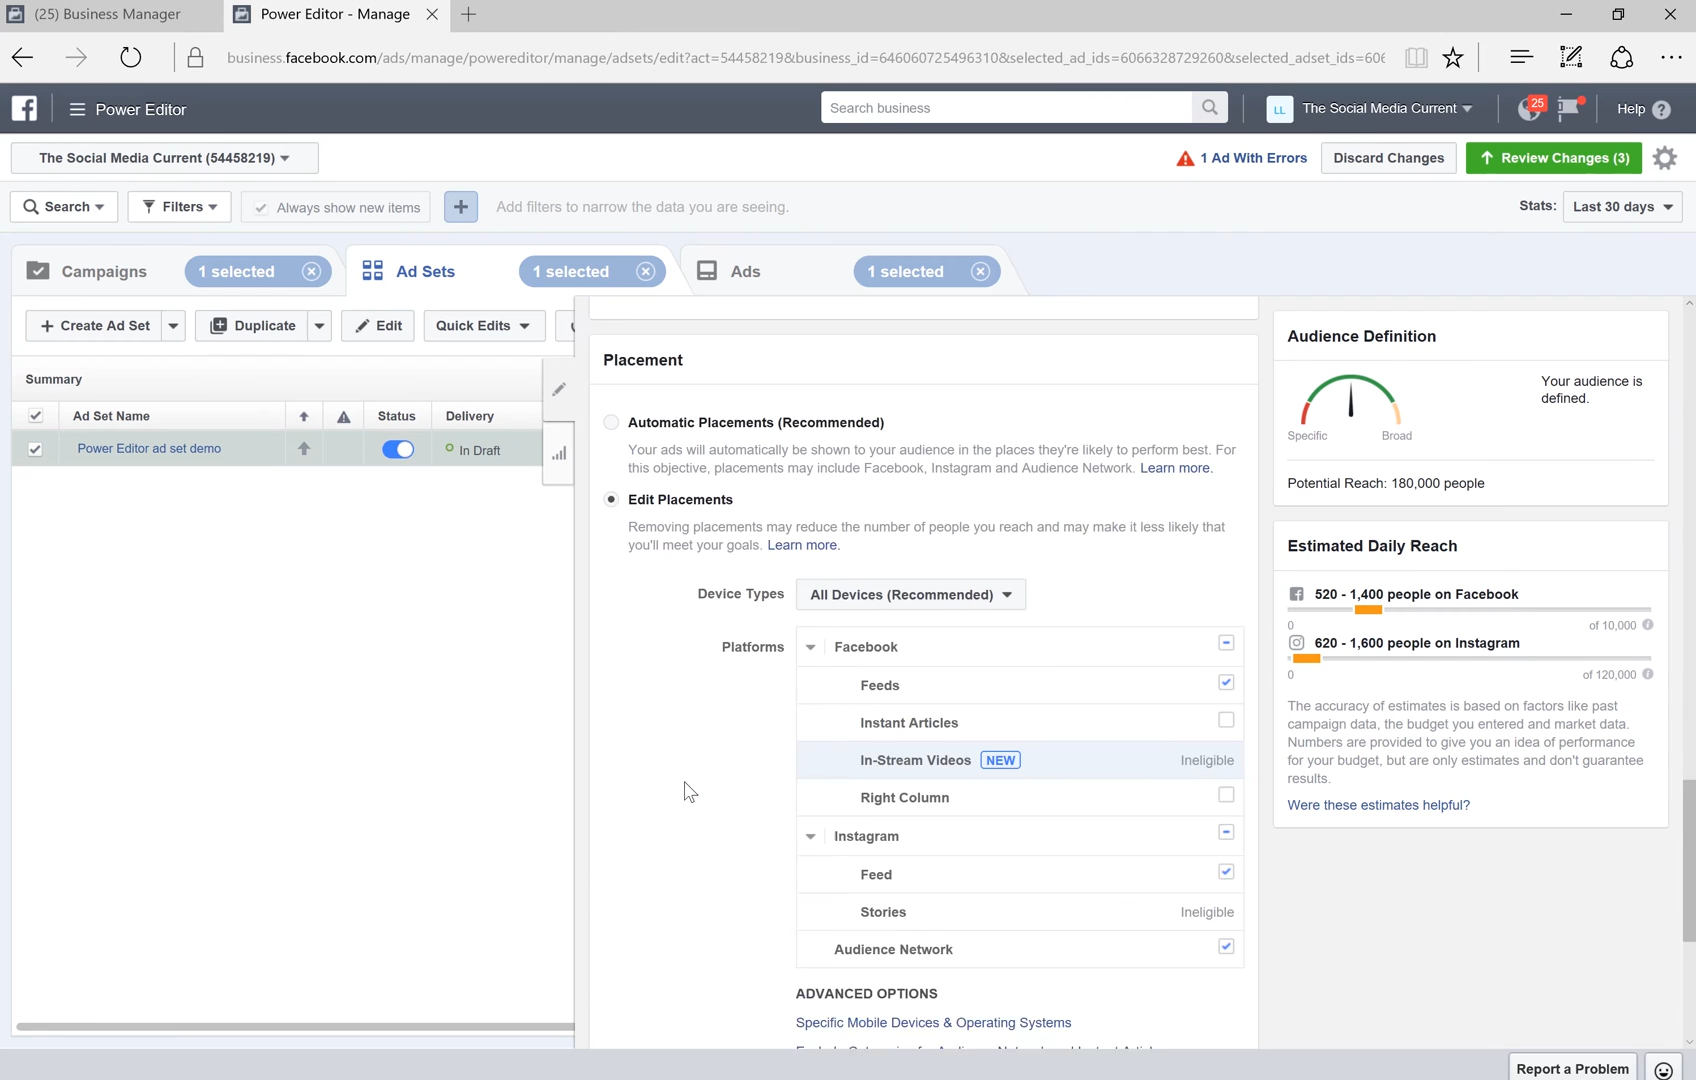 (25) Business Manager
Power Editor - Manage
business.facebook.com/ads/manage/powereditor/manage/adsets/edit?act=54458219&business_id=646060725496310&selected_ad_ids=6066328729260&selected_adset_ids=606
Power Editor
Search business
LL The Social Media Current
25
Help
The Social Media Current (54458219)
1 Ad With Errors
Discard Changes
Review Changes (3)
Search
Filters
Always show new items
Add filters to narrow the data you are seeing.
Stats: Last 30 days
Campaigns 1 selected
Ad Sets 1 selected
Ads 1 selected
Create Ad Set
Duplicate
Edit
Quick Edits
Summary
Ad Set Name Status Delivery
Power Editor ad set demo In Draft
Placement
Automatic Placements (Recommended)
Your ads will automatically be shown to your audience in the places they're likely to perform best. For
this objective, placements may include Facebook, Instagram and Audience Network. Learn more.
Edit Placements
Removing placements may reduce the number of people you reach and may make it less likely that
you'll meet your goals. Learn more.
Device Types All Devices (Recommended)
Platforms Facebook
Feeds
Instant Articles
In-Stream Videos NEW Ineligible
Right Column
Instagram
Feed
Stories Ineligible
Audience Network
ADVANCED OPTIONS
Specific Mobile Devices & Operating Systems
Audience Definition
Your audience is
defined.
Specific Broad
Potential Reach: 180,000 people
Estimated Daily Reach
520 - 1,400 people on Facebook
0 of 10,000
620 - 1,600 people on Instagram
0 of 120,000
The accuracy of estimates is based on factors like past
campaign data, the budget you entered and market data.
Numbers are provided to give you an idea of performance
for your budget, but are only estimates and don't guarantee
results.
Were these estimates helpful?
Report a Problem